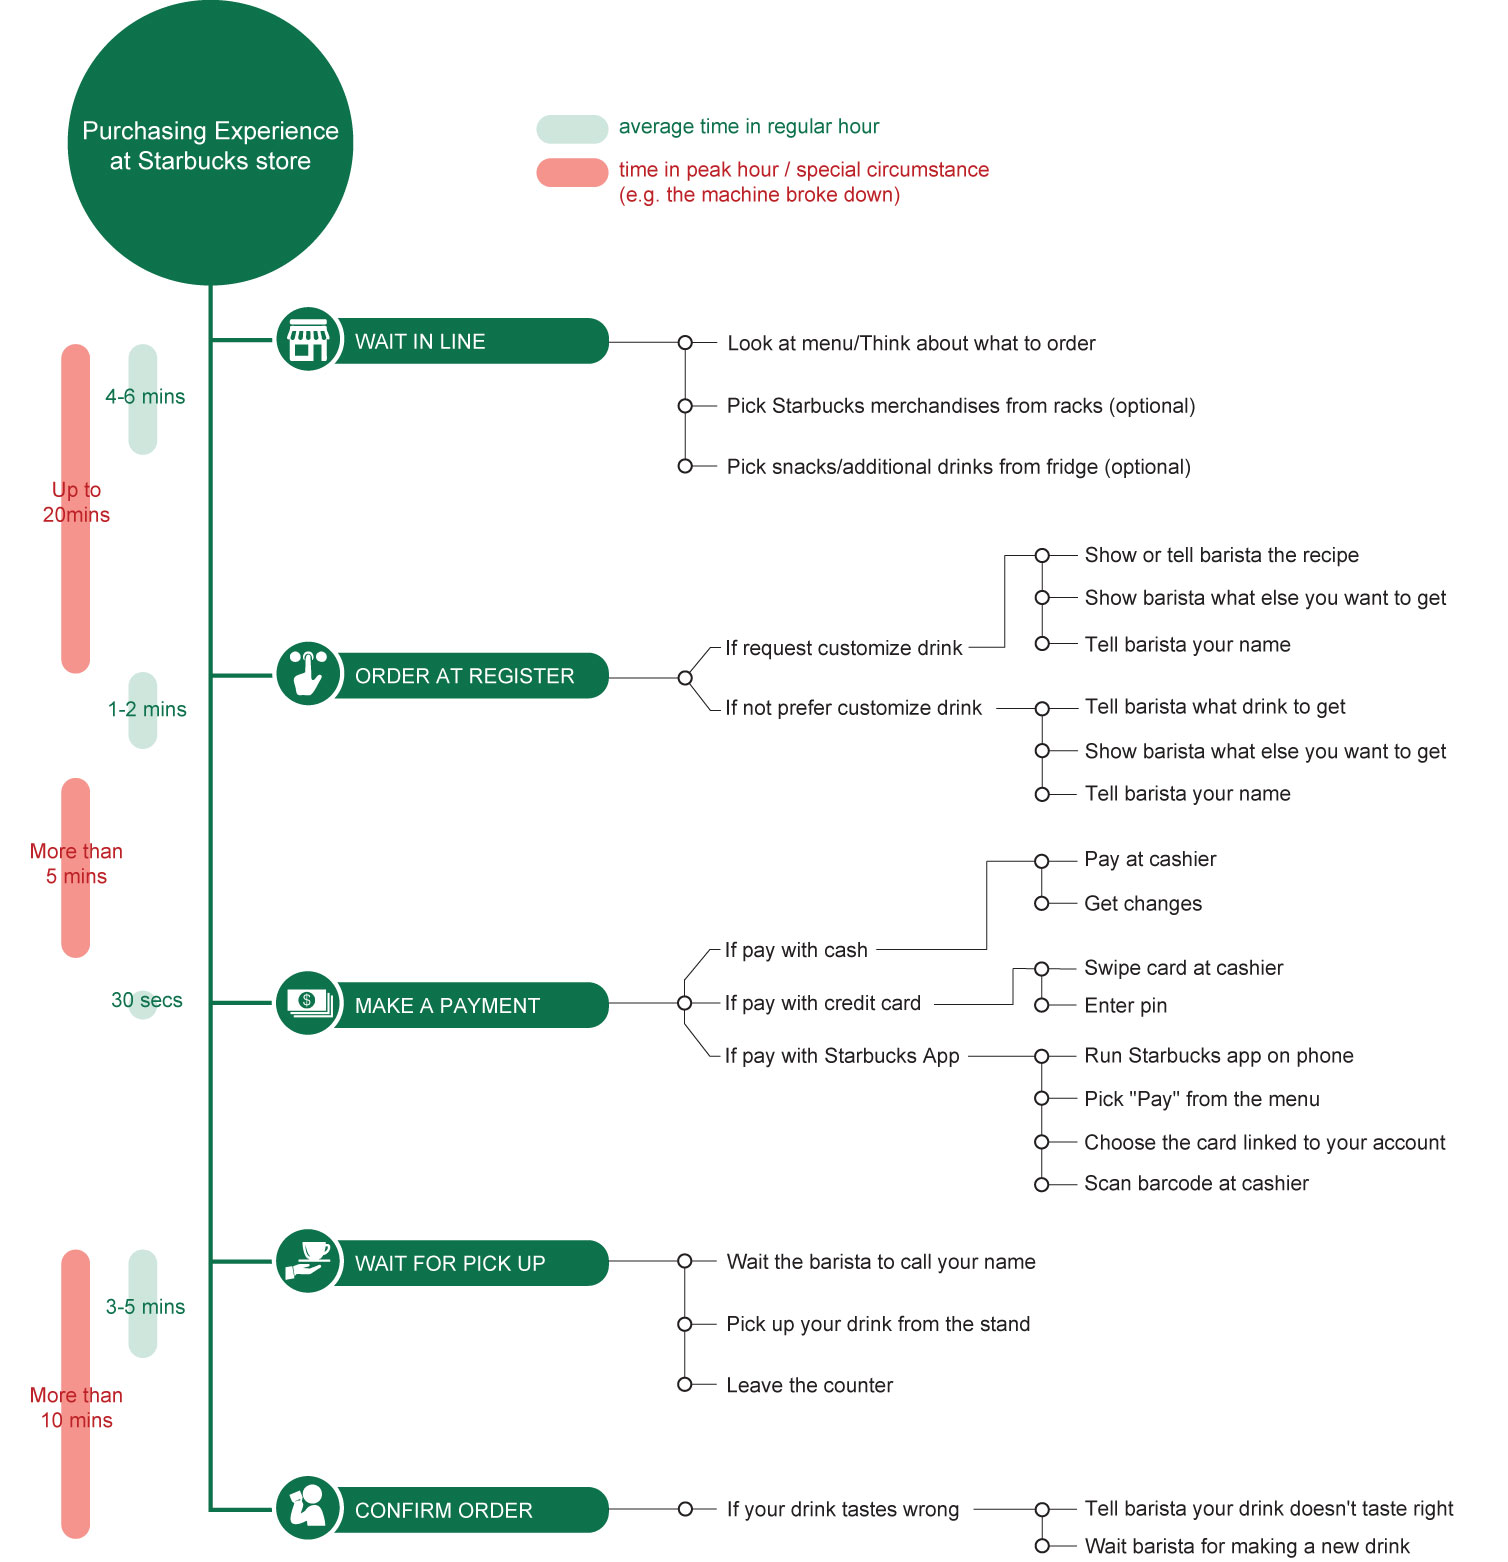 Purchasing Experience
at Starbucks store
average time in regular hour
time in peak hour / special circumstance
(e.g. the machine broke down)
WAIT IN LINE
Look at menu/Think about what to order
Pick Starbucks merchandises from racks (optional)
Pick snacks/additional drinks from fridge (optional)
4-6 mins
Up to
20mins
ORDER AT REGISTER
If request customize drink
Show or tell barista the recipe
Show barista what else you want to get
Tell barista your name
If not prefer customize drink
Tell barista what drink to get
Show barista what else you want to get
Tell barista your name
1-2 mins
More than
5 mins
30 secs
$
MAKE A PAYMENT
If pay with cash
Pay at cashier
Get changes
If pay with credit card
Swipe card at cashier
Enter pin
If pay with Starbucks App
Run Starbucks app on phone
Pick "Pay" from the menu
Choose the card linked to your account
Scan barcode at cashier
WAIT FOR PICK UP
Wait the barista to call your name
Pick up your drink from the stand
Leave the counter
3-5 mins
More than
10 mins
CONFIRM ORDER
If your drink tastes wrong
Tell barista your drink doesn't taste right
Wait barista for making a new drink